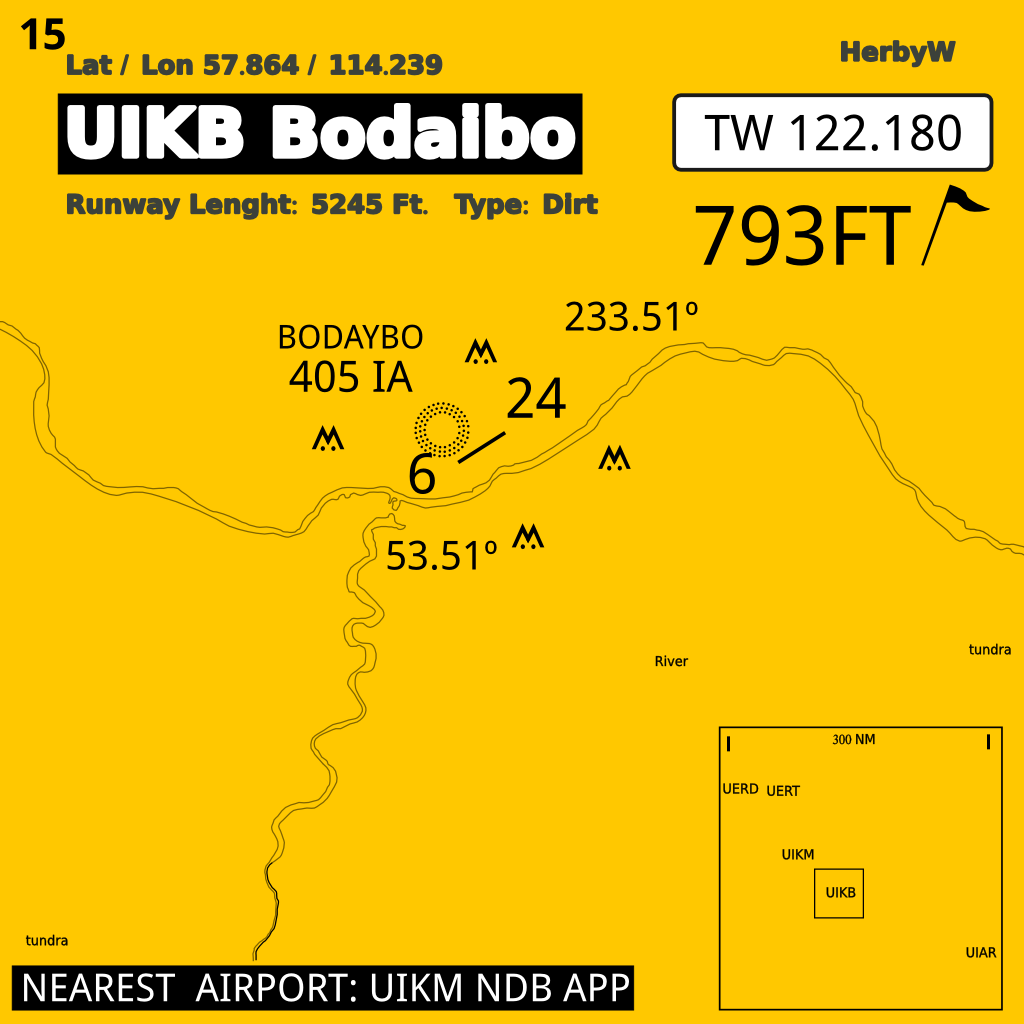 15
Lat / Lon 57.864 / 114.239
HerbyW
UIKB Bodaibo
TW 122.180
Runway Lenght: 5245 Ft. Type: Dirt
793FT
233.51º
BODAYBO
405 IA
24
6
53.51º
River
tundra
300 NM
UERD UERT
UIKM
UIKB
UIAR
tundra
NEAREST AIRPORT: UIKM NDB APP